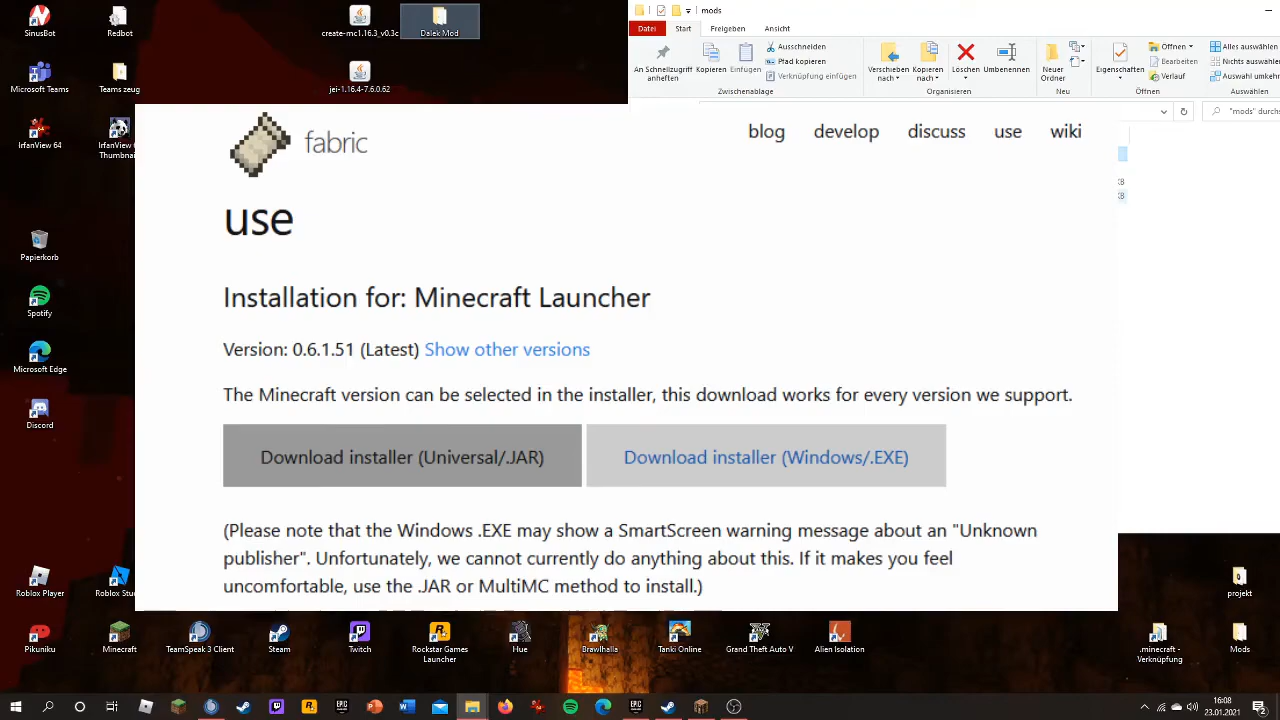 SinusBot
Redbot
create-mc1.16.3_v0.3c
Dalek Mod
mods
Datei
Start
Freigeben
Ansicht
An Schnellzugriff
anheften
Kopieren
Einfügen
Ausschneiden
Pfad kopieren
Verknüpfung einfügen
Zwischenablage
Verschieben
nach
Kopieren
nach
Löschen
Umbenennen
Organisieren
Neuer
Ordner
Neu
Eigenschaften
Öffnen
Bearbeiten
Verlauf
Öffnen
Alles auswählen
Nichts auswählen
Auswahl umkehren
Auswählen
Microsoft Teams
Teams zeug
jei-1.16.4-7.6.0.62
"mods" durchs
IrfanView 64
IrfanView
Thumbnai
fabric
blog
develop
discuss
use
wiki
use
Papierkorb
Installation for: Minecraft Launcher
Spotify
Version: 0.6.1.51 (Latest) Show other versions
Microsoft Edge
The Minecraft version can be selected in the installer, this download works for every version we support.
Discord
Download installer (Universal/.JAR)
Download installer (Windows/.EXE)
(Please note that the Windows .EXE may show a SmartScreen warning message about an "Unknown
publisher". Unfortunately, we cannot currently do anything about this. If it makes you feel
uncomfortable, use the .JAR or MultiMC method to install.)
Roblox Player
Roblox Stu
projekt
Pikuniku
Minecraft
TeamSpeak 3 Client
Steam
Twitch
Rockstar Games
Launcher
Hue
Brawlhalla
Tanki Online
Grand Theft Auto V
Alien Isolation
.minecraft -
Verknüpfung
Mods
16:08
23.01.2021